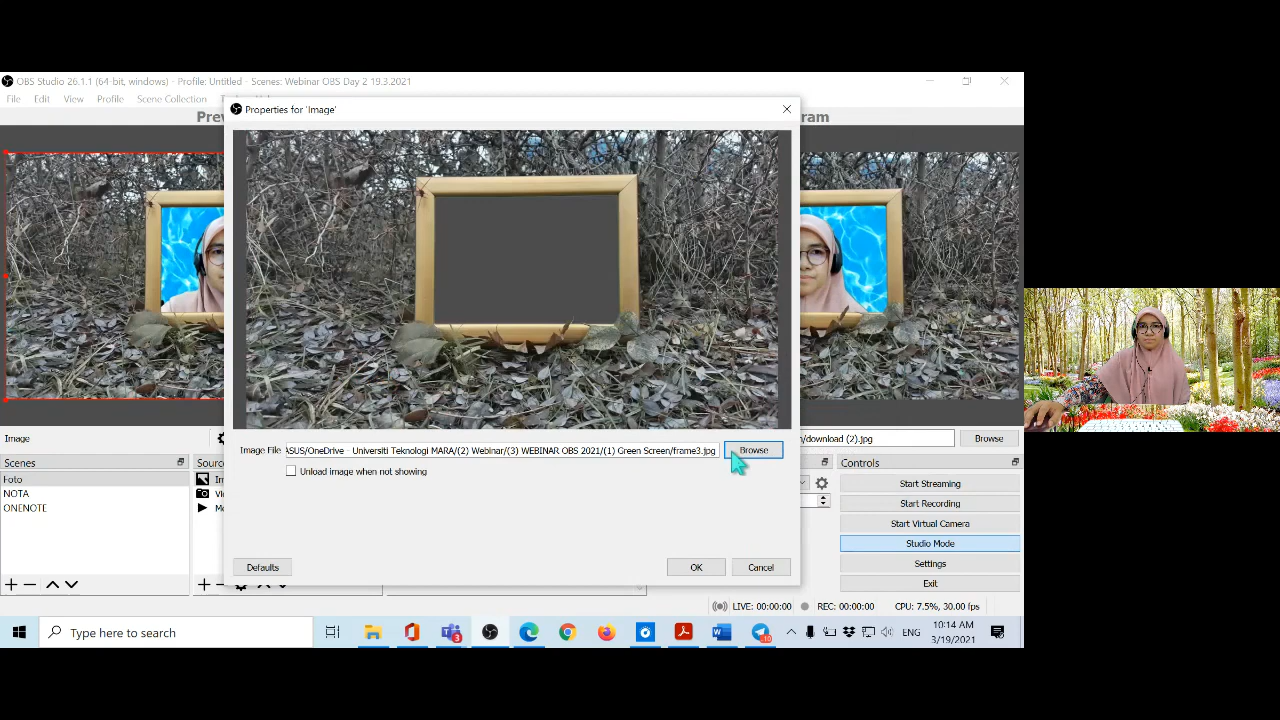 OBS Studio 26.1.1 (64-bit, windows) - Profile: Untitled - Scenes: Webinar OBS Day 2 19.3.2021
File Edit View Profile Scene Collection
Properties for 'Image'
Image File ASUS/OneDrive - Universiti Teknologi MARA/(2) Webinar/(3) WEBINAR OBS 2021/(1) Green Screen/frame3.jpg Browse
Unload image when not showing
Defaults OK Cancel
Image
download (2).jpg Browse
Scenes
Foto
NOTA
ONENOTE
Controls
Start Streaming
Start Recording
Start Virtual Camera
Studio Mode
Settings
Exit
LIVE: 00:00:00 REC: 00:00:00 CPU: 7.5%, 30.00 fps
Type here to search
3
ENG
10:14 AM
3/19/2021